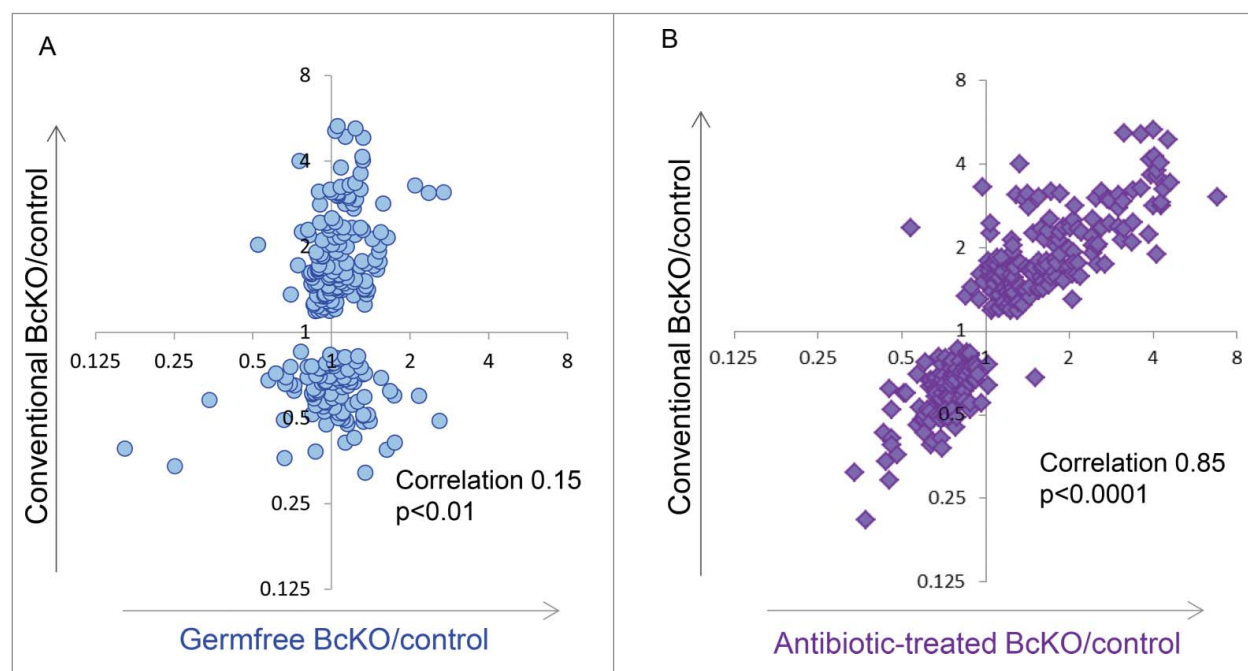 A
8
4
2
1
0.125
0.25
0.5
1
2
4
8
0.5
0.25
0.125
Correlation 0.15
p<0.01
Conventional BcKO/control
Germfree BcKO/control
B
8
4
2
1
0.125
0.25
0.5
1
2
4
8
0.5
0.25
0.125
Correlation 0.85
p<0.0001
Conventional BcKO/control
Antibiotic-treated BcKO/control